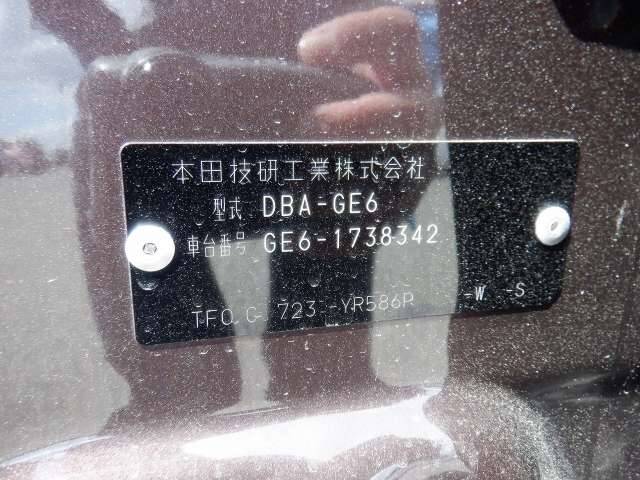 本田技研工業株式会社
型式 DBA-GE6
車台番号 GE6-1738342
TF0 C 723 -YR586P -W -S